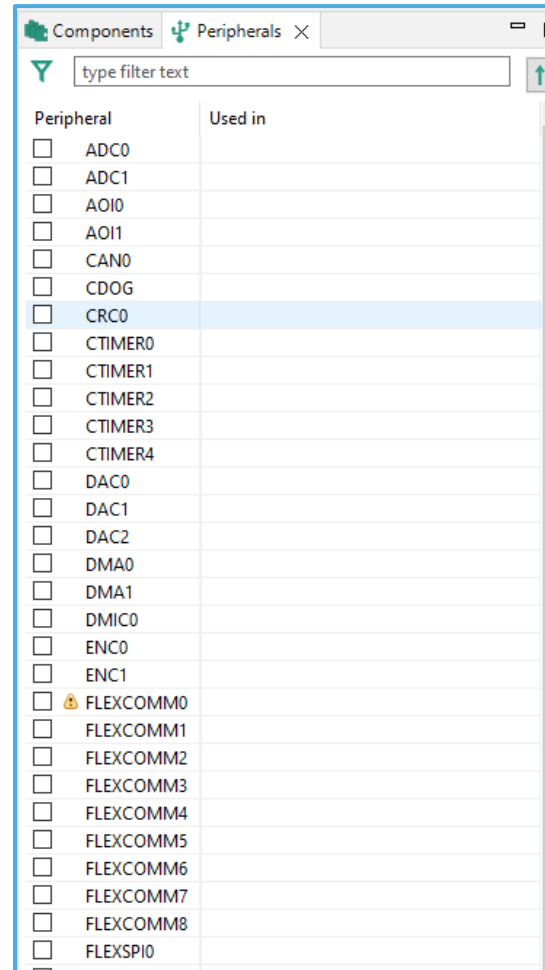 Components Peripherals
type filter text
Peripheral Used in
ADC0
ADC1
AOI0
AOI1
CAN0
CDOG
CRC0
CTIMER0
CTIMER1
CTIMER2
CTIMER3
CTIMER4
DAC0
DAC1
DAC2
DMA0
DMA1
DMIC0
ENC0
ENC1
FLEXCOMM0
FLEXCOMM1
FLEXCOMM2
FLEXCOMM3
FLEXCOMM4
FLEXCOMM5
FLEXCOMM6
FLEXCOMM7
FLEXCOMM8
FLEXSPI0